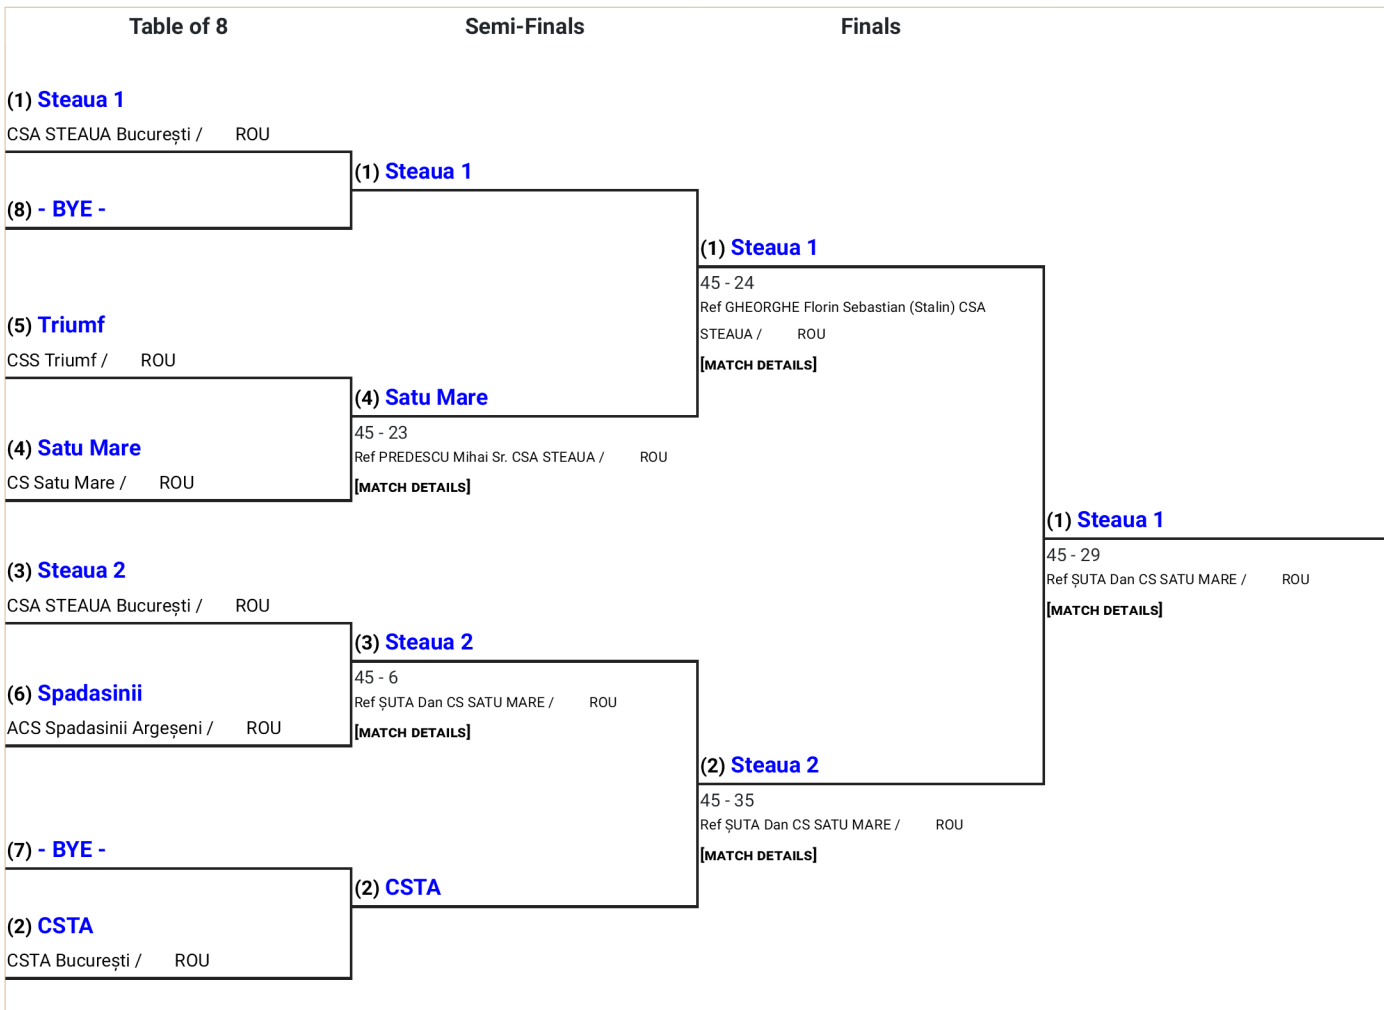 Table of 8
Semi-Finals
Finals
(1) Steaua 1
CSA STEAUA București / ROU
(8) - BYE -
(5) Triumf
CSS Triumf / ROU
(4) Satu Mare
CS Satu Mare / ROU
(3) Steaua 2
CSA STEAUA București / ROU
(6) Spadasinii
ACS Spadasinii Argeșeni / ROU
(7) - BYE -
(2) CSTA
CSTA București / ROU
(1) Steaua 1
(4) Satu Mare
45 - 23
Ref PREDESCU Mihai Sr. CSA STEAUA / ROU
[MATCH DETAILS]
(3) Steaua 2
45 - 6
Ref ȘUTA Dan CS SATU MARE / ROU
[MATCH DETAILS]
(2) CSTA
(1) Steaua 1
45 - 24
Ref GHEORGHE Florin Sebastian (Stalin) CSA
STEAUA / ROU
[MATCH DETAILS]
(2) Steaua 2
45 - 35
Ref ȘUTA Dan CS SATU MARE / ROU
[MATCH DETAILS]
(1) Steaua 1
45 - 29
Ref ȘUTA Dan CS SATU MARE / ROU
[MATCH DETAILS]